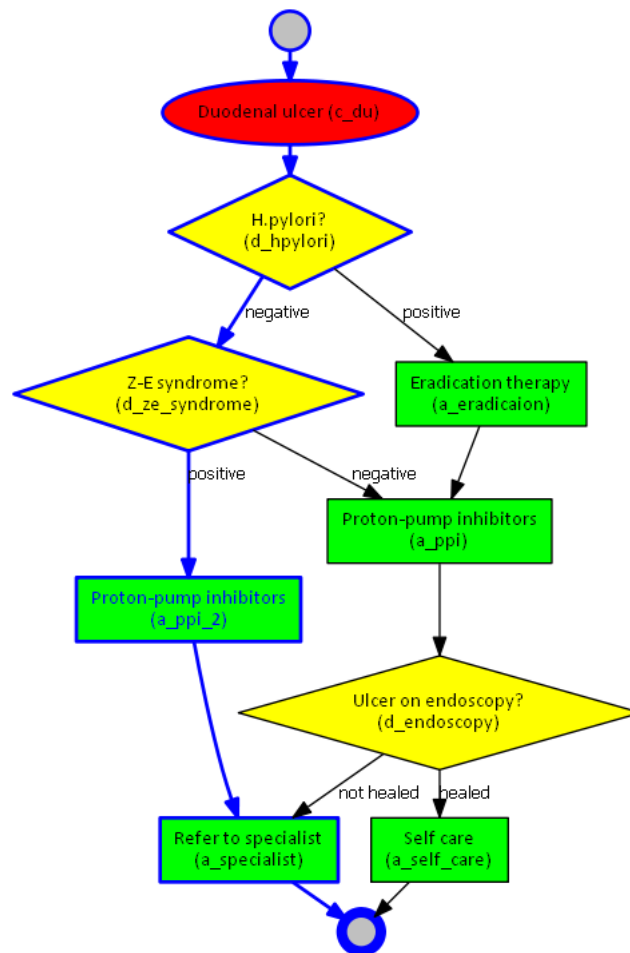 Duodenal ulcer (c_du)
H.pylori?
(d_hpylori)
negative
positive
Z-E syndrome?
(d_ze_syndrome)
Eradication therapy
(a_eradicaion)
positive
negative
Proton-pump inhibitors
(a_ppi)
Proton-pump inhibitors
(a_ppi_2)
Ulcer on endoscopy?
(d_endoscopy)
not healed
healed
Refer to specialist
(a_specialist)
Self care
(a_self_care)